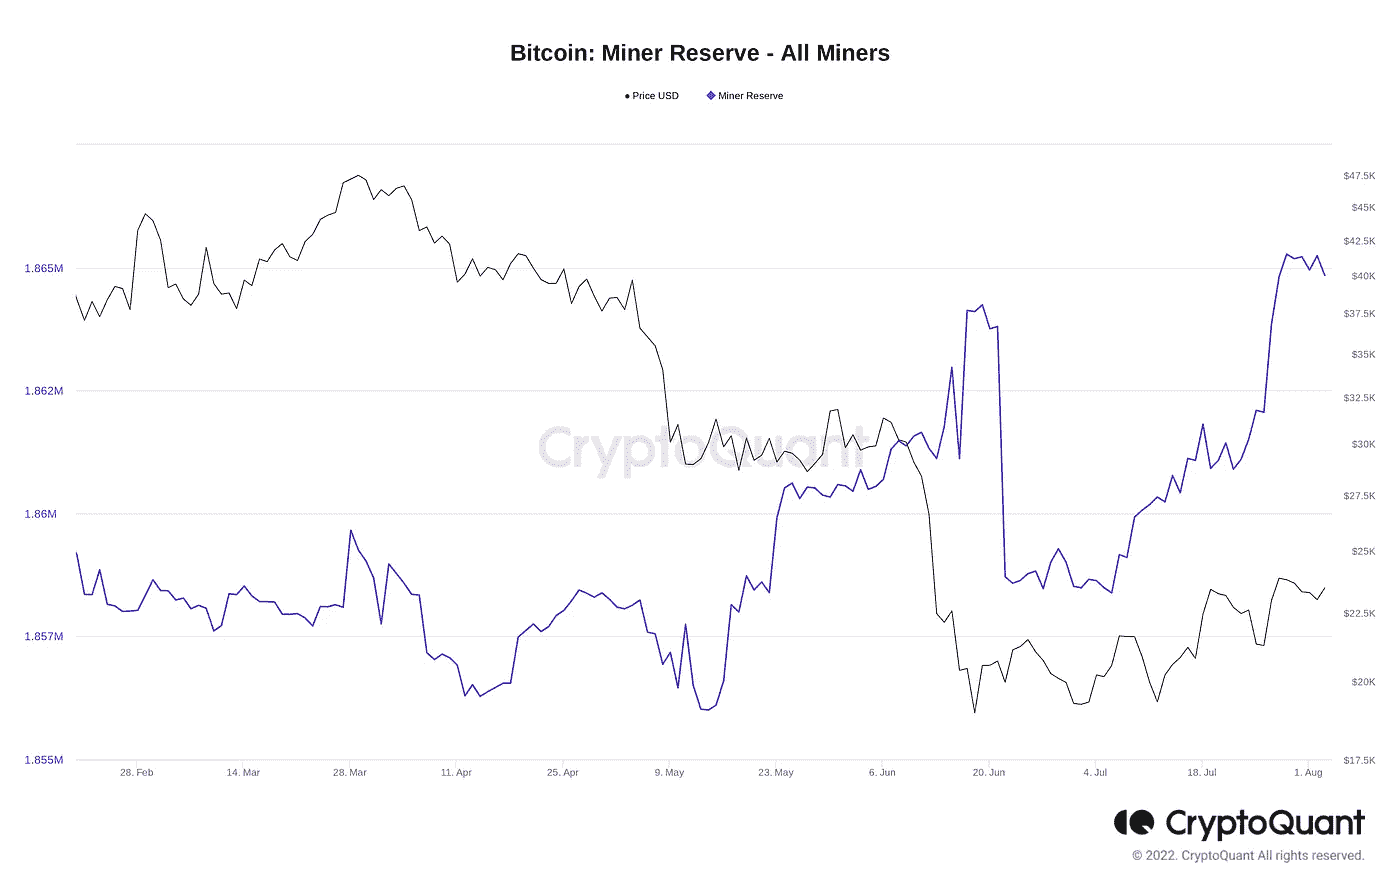 Bitcoin: Miner Reserve - All Miners
Price USD Miner Reserve
$47.5K
$45K
$42.5K
1.865M
$40K
$37.5K
$35K
1.862M
$32.5K
CryptoQuant
$30K
$27.5K
1.86M
$25K
$22.5K
1.857M
$20K
1.855M
$17.5K
28. Feb 14. Mar 28. Mar 11. Apr 25. Apr 9. May 23. May 6. Jun 20. Jun 4. Jul 18. Jul 1. Aug
CryptoQuant
© 2022. CryptoQuant All rights reserved.